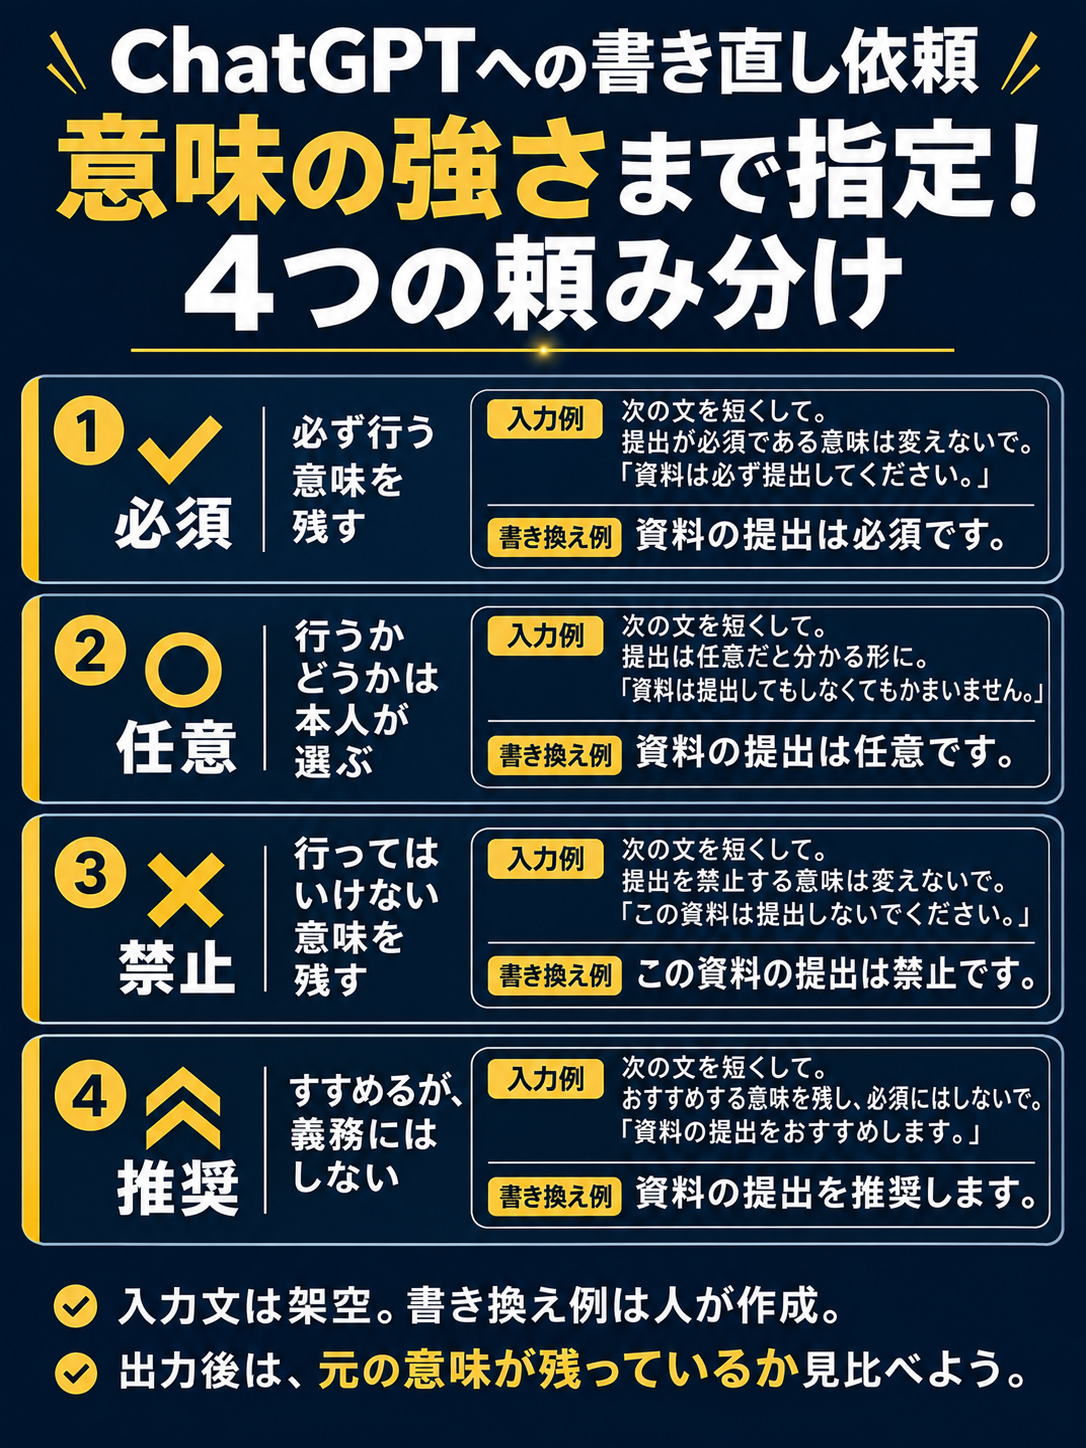 ChatGPTへの書き直し依頼
意味の強さまで指定!
4つの頼み分け
1
必須
必ず行う
意味を
残す
入力例
次の文を短くして。
提出が必須である意味は変えないで。
「資料は必ず提出してください。」
書き換え例
資料の提出は必須です。
2
任意
行うか
どうかは
本人が
選ぶ
入力例
次の文を短くして。
提出は任意だと分かる形に。
「資料は提出してもしなくてもかまいません。」
書き換え例
資料の提出は任意です。
3
禁止
行っては
いけない
意味を
残す
入力例
次の文を短くして。
提出を禁止する意味は変えないで。
「この資料は提出しないでください。」
書き換え例
この資料の提出は禁止です。
4
推奨
すすめるが、
義務には
しない
入力例
次の文を短くして。
おすすめする意味を残し、必須にはしないで。
「資料の提出をおすすめします。」
書き換え例
資料の提出を推奨します。
入力文は架空。書き換え例は人が作成。
出力後は、元の意味が残っているか見比べよう。